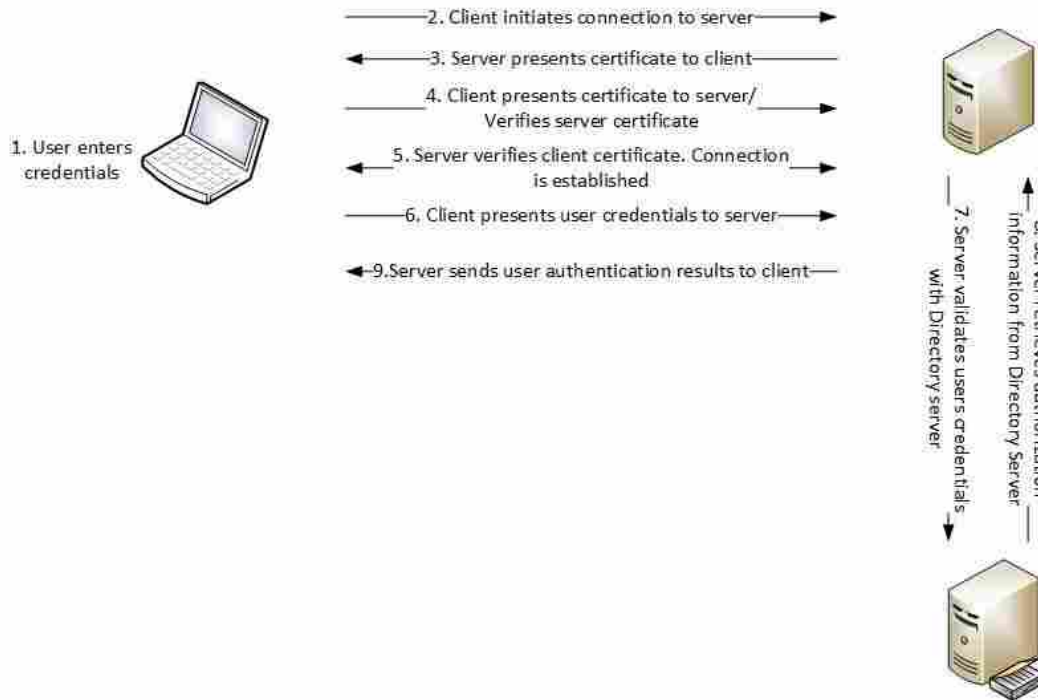 2. Client initiates connection to server
3. Server presents certificate to client
4. Client presents certificate to server/
Verifies server certificate
1. User enters
credentials
5. Server verifies client certificate. Connection
is established
6. Client presents user credentials to server
9.Server sends user authentication results to client
7. Server validates users credentials
with Directory server
information from Directory Server